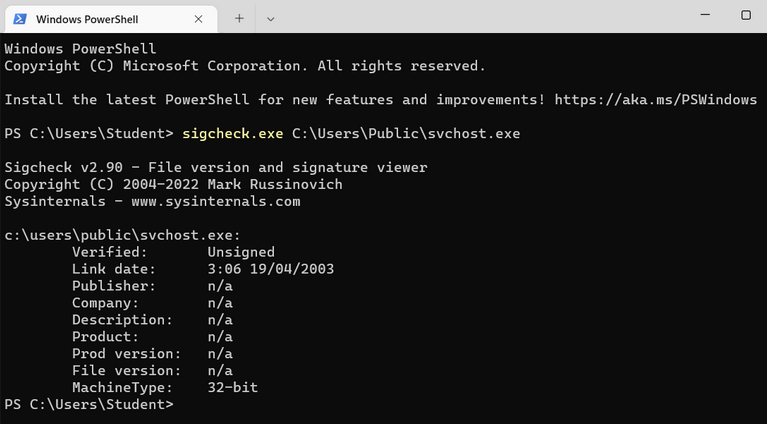 Windows PowerShell
Windows PowerShell
Copyright (C) Microsoft Corporation. All rights reserved.
Install the latest PowerShell for new features and improvements! https://aka.ms/PSWindows
PS C:\Users\Student> sigcheck.exe C:\Users\Public\svchost.exe
Sigcheck v2.90 - File version and signature viewer
Copyright (C) 2004-2022 Mark Russinovich
Sysinternals - www.sysinternals.com
c:\users\public\svchost.exe:
Verified: Unsigned
Link date: 3:06 19/04/2003
Publisher: n/a
Company: n/a
Description: n/a
Product: n/a
Prod version: n/a
File version: n/a
MachineType: 32-bit
PS C:\Users\Student>